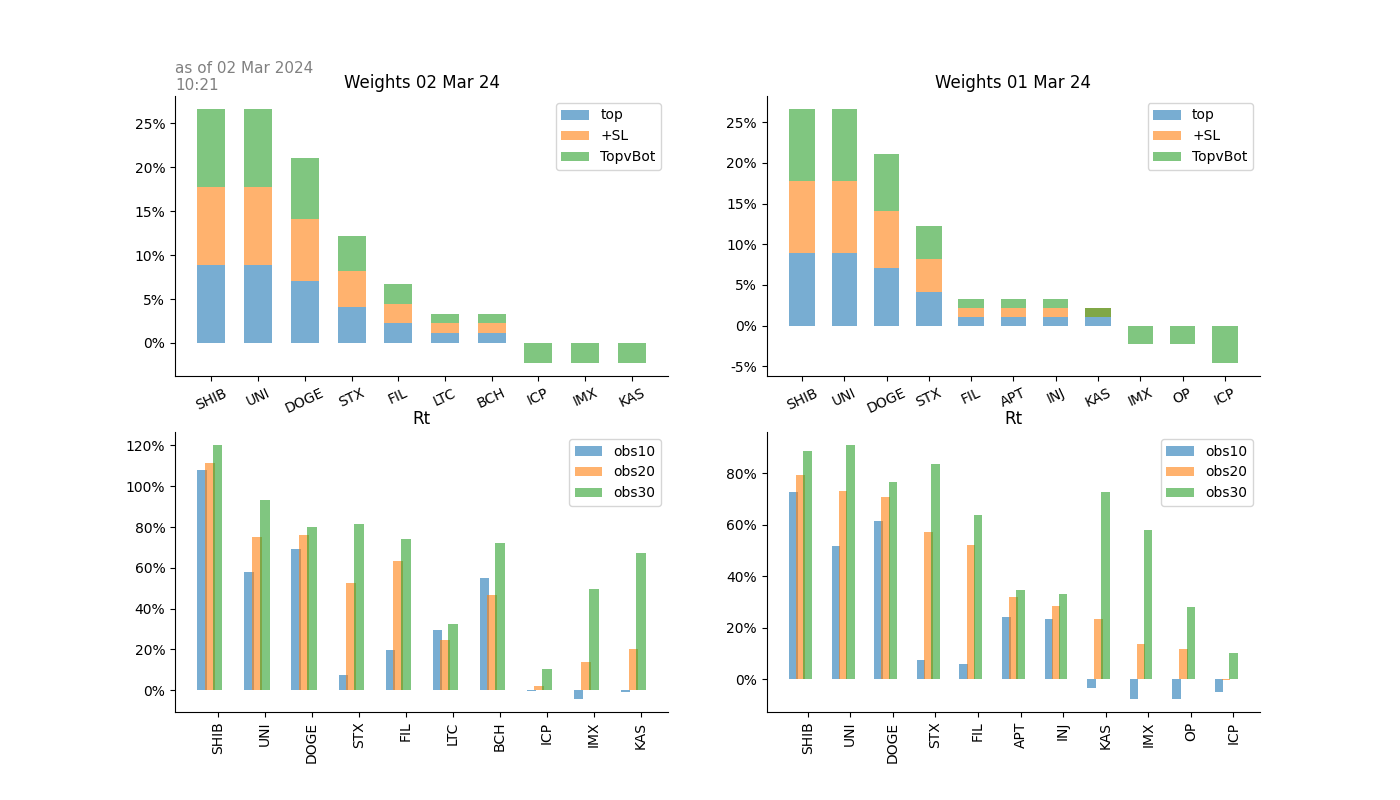 as of 02 Mar 2024
10:21
Weights 02 Mar 24
25%
20%
15%
10%
5%
0%
top
+SL
TopvBot
SHIB UNI DOGE STX FIL LTC BCH ICP IMX KAS
Weights 01 Mar 24
25%
20%
15%
10%
5%
0%
-5%
top
+SL
TopvBot
SHIB UNI DOGE STX FIL APT INJ KAS IMX OP ICP
Rt
120%
100%
80%
60%
40%
20%
0%
obs10
obs20
obs30
SHIB UNI DOGE STX FIL LTC BCH ICP IMX KAS
Rt
80%
60%
40%
20%
0%
obs10
obs20
obs30
SHIB UNI DOGE STX FIL APT INJ KAS IMX OP ICP